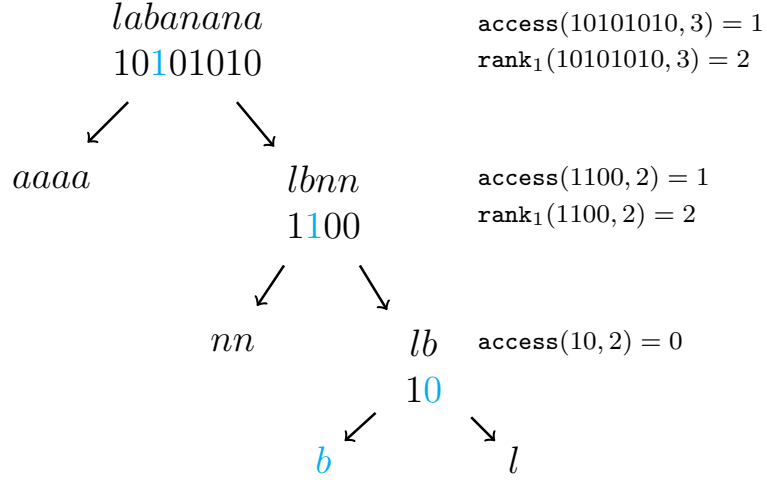 labanana
10101010
access(10101010, 3) = 1
rank₁(10101010, 3) = 2
aaaa
lbnn
1100
access(1100, 2) = 1
rank₁(1100, 2) = 2
nn
lb
10
access(10, 2) = 0
b
l